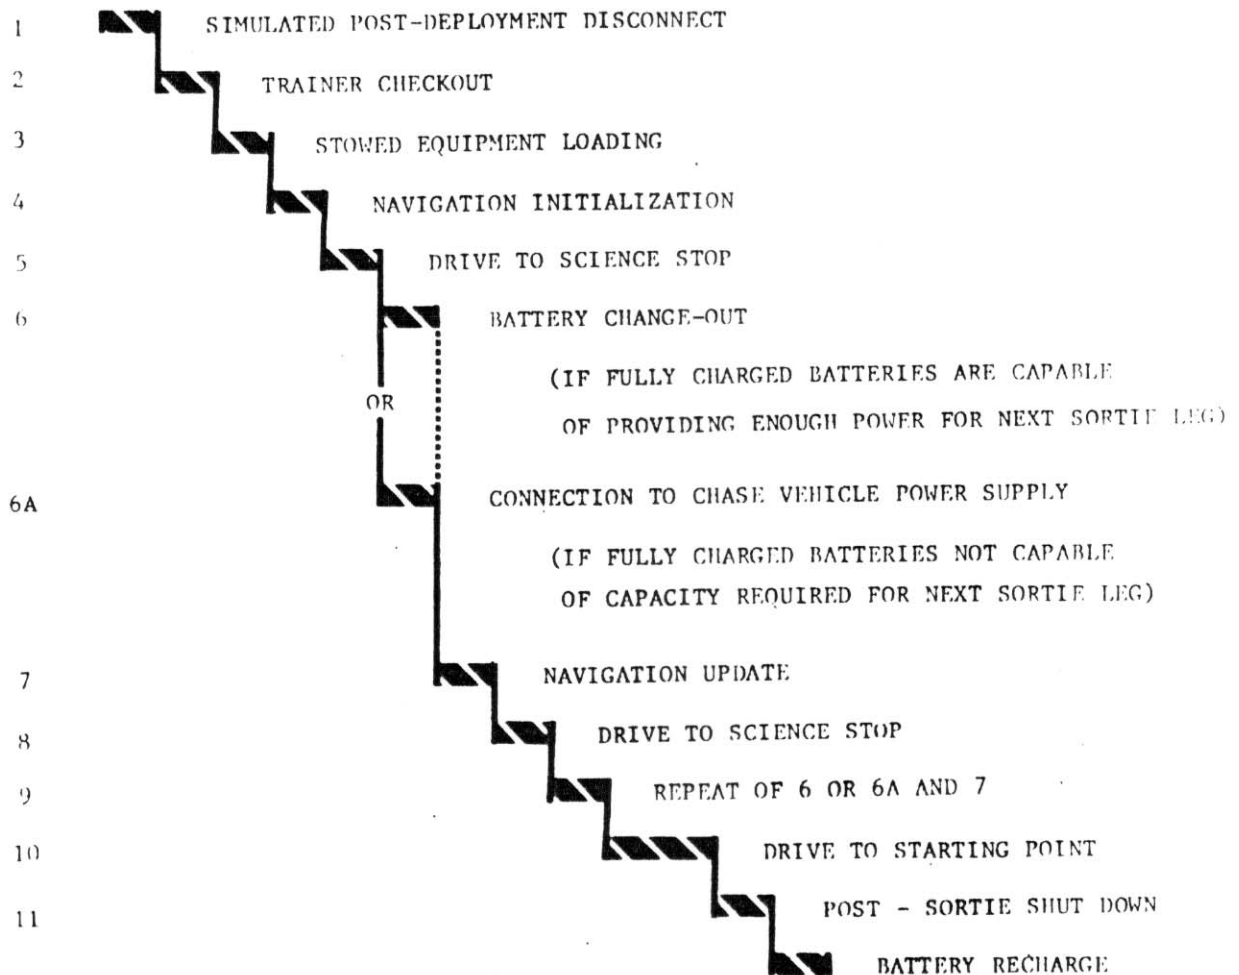 1 SIMULATED POST-DEPLOYMENT DISCONNECT
2 TRAINER CHECKOUT
3 STOWED EQUIPMENT LOADING
4 NAVIGATION INITIALIZATION
5 DRIVE TO SCIENCE STOP
6 BATTERY CHANGE-OUT
(IF FULLY CHARGED BATTERIES ARE CAPABLE
OR
OF PROVIDING ENOUGH POWER FOR NEXT SORTIE LEG)
6A CONNECTION TO CHASE VEHICLE POWER SUPPLY
(IF FULLY CHARGED BATTERIES NOT CAPABLE
OF CAPACITY REQUIRED FOR NEXT SORTIE LEG)
7 NAVIGATION UPDATE
8 DRIVE TO SCIENCE STOP
9 REPEAT OF 6 OR 6A AND 7
10 DRIVE TO STARTING POINT
11 POST - SORTIE SHUT DOWN
BATTERY RECHARGE